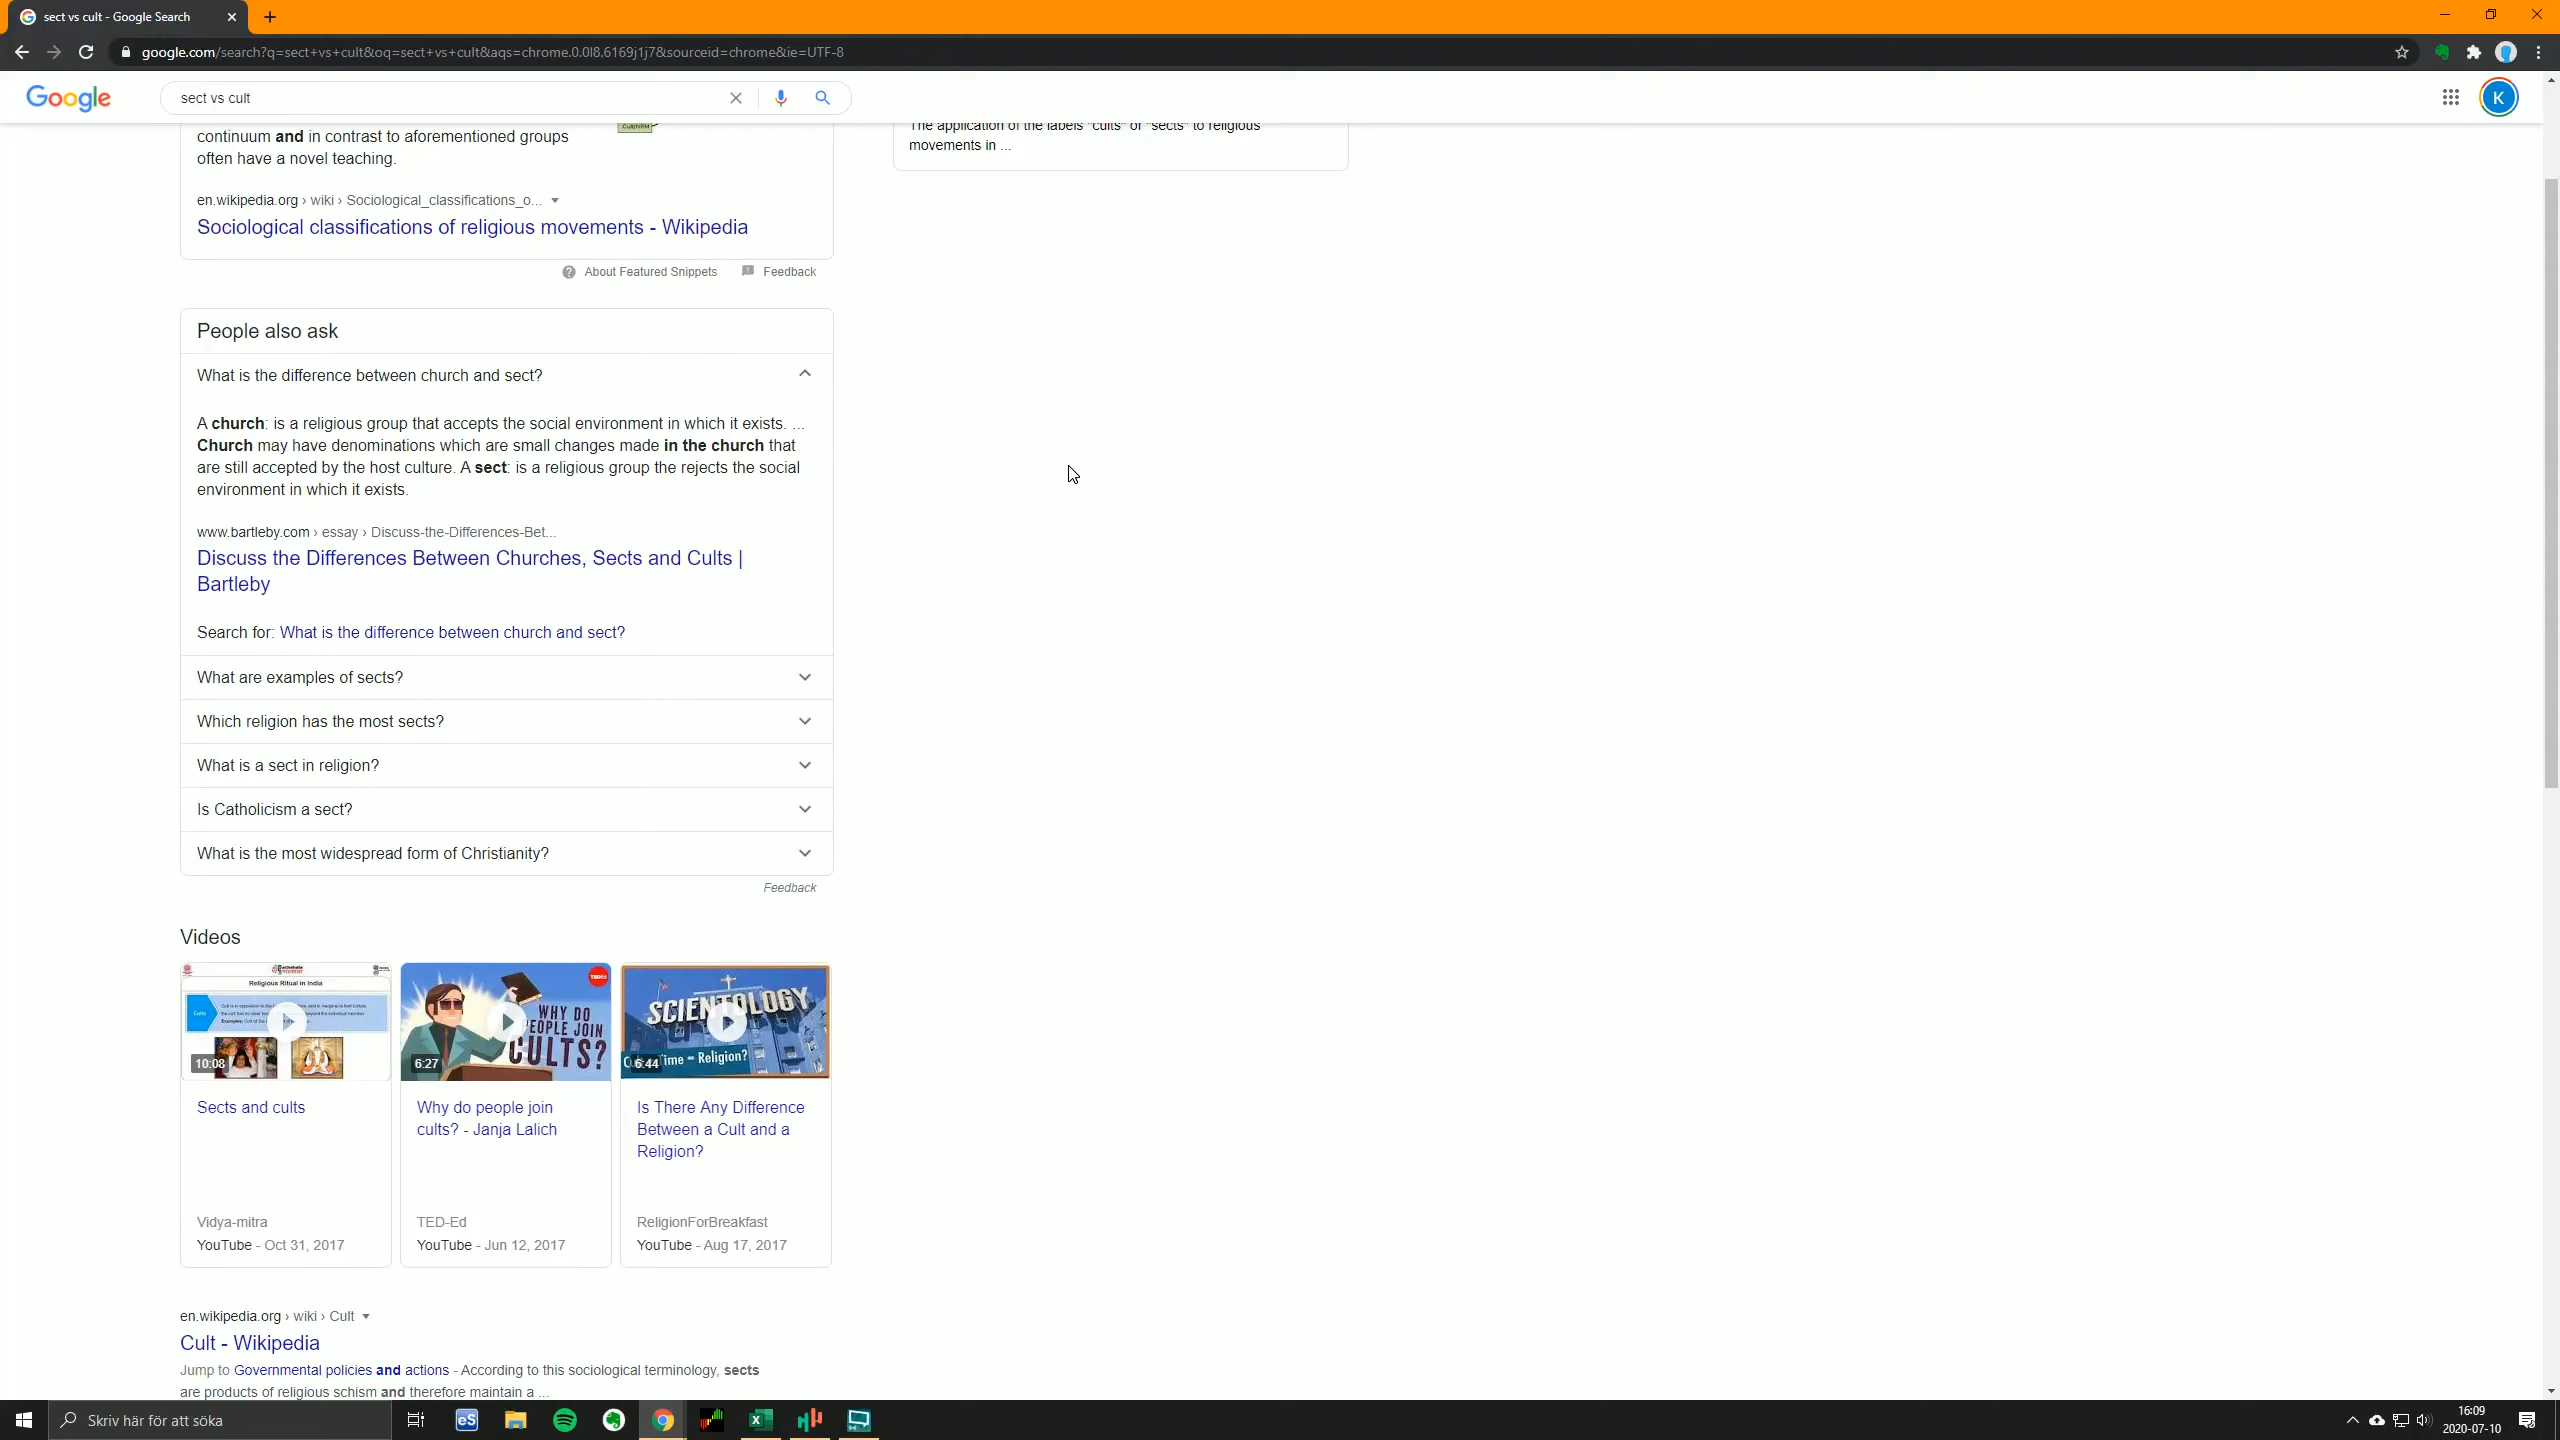 sect vs cult - Google Search
google.com/search?q=sect+vs+cult&oq=sect+vs+cult&aqs=chrome.0.0l8.6169j1j7&sourceid=chrome&ie=UTF-8
Google
sect vs cult
K
continuum and in contrast to aforementioned groups
often have a novel teaching.
The application of the labels "cults" or "sects" to religious
movements in ...
en.wikipedia.org › wiki › Sociological_classifications_o...
Sociological classifications of religious movements - Wikipedia
About Featured Snippets
Feedback
People also ask
What is the difference between church and sect?
A church: is a religious group that accepts the social environment in which it exists. ...
Church may have denominations which are small changes made in the church that
are still accepted by the host culture. A sect: is a religious group the rejects the social
environment in which it exists.
www.bartleby.com › essay › Discuss-the-Differences-Bet...
Discuss the Differences Between Churches, Sects and Cults |
Bartleby
Search for: What is the difference between church and sect?
What are examples of sects?
Which religion has the most sects?
What is a sect in religion?
Is Catholicism a sect?
What is the most widespread form of Christianity?
Feedback
Videos
Religious Ritual in India
Cults
10:08
Sects and cults
Vidya-mitra
YouTube - Oct 31, 2017
WHY DO
PEOPLE JOIN
CULTS?
6:27
Why do people join
cults? - Janja Lalich
TED-Ed
YouTube - Jun 12, 2017
SCIENTOLOGY
= Religion?
6:44
Is There Any Difference
Between a Cult and a
Religion?
ReligionForBreakfast
YouTube - Aug 17, 2017
en.wikipedia.org › wiki › Cult
Cult - Wikipedia
Jump to Governmental policies and actions - According to this sociological terminology, sects
are products of religious schism and therefore maintain a ...
Skriv här för att söka
eS
16:09
2020-07-10